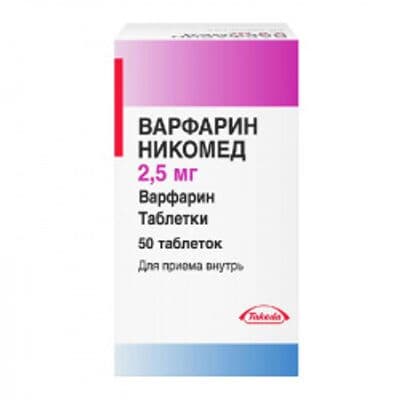 ВАРФАРИН
НИКОМЕД
2,5 мг
Варфарин
Таблетки
50 таблеток
Для приема внутрь
Takeda